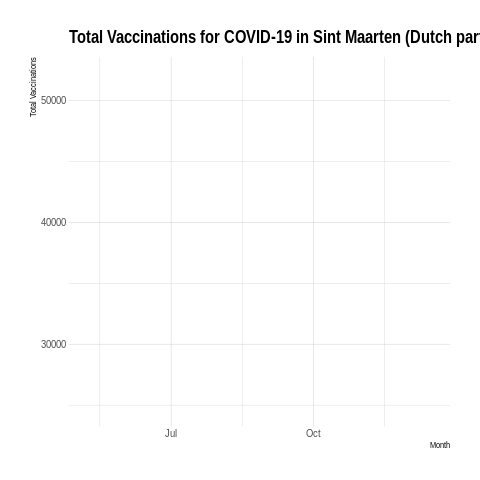 Total Vaccinations for COVID-19 in Sint Maarten (Dutch par
Total Vaccinations
50000
40000
30000
Jul
Oct
Month